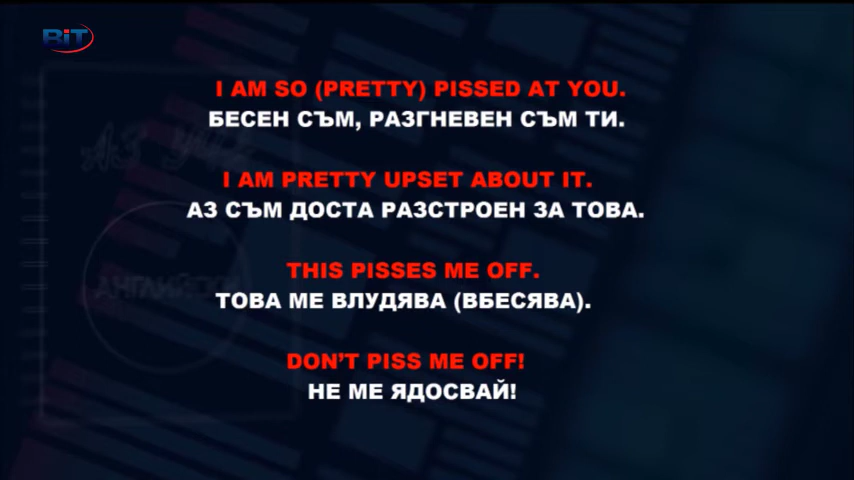 BiT
I AM SO (PRETTY) PISSED AT YOU.
БЕСЕН СЪМ, РАЗГНЕВЕН СЪМ ТИ.
I AM PRETTY UPSET ABOUT IT.
АЗ СЪМ ДОСТА РАЗСТРОЕН ЗА ТОВА.
THIS PISSES ME OFF.
ТОВА МЕ ВЛУДЯВА (ВБЕСЯВА).
DON'T PISS ME OFF!
НЕ МЕ ЯДОСВАЙ!
АЗ УЧА